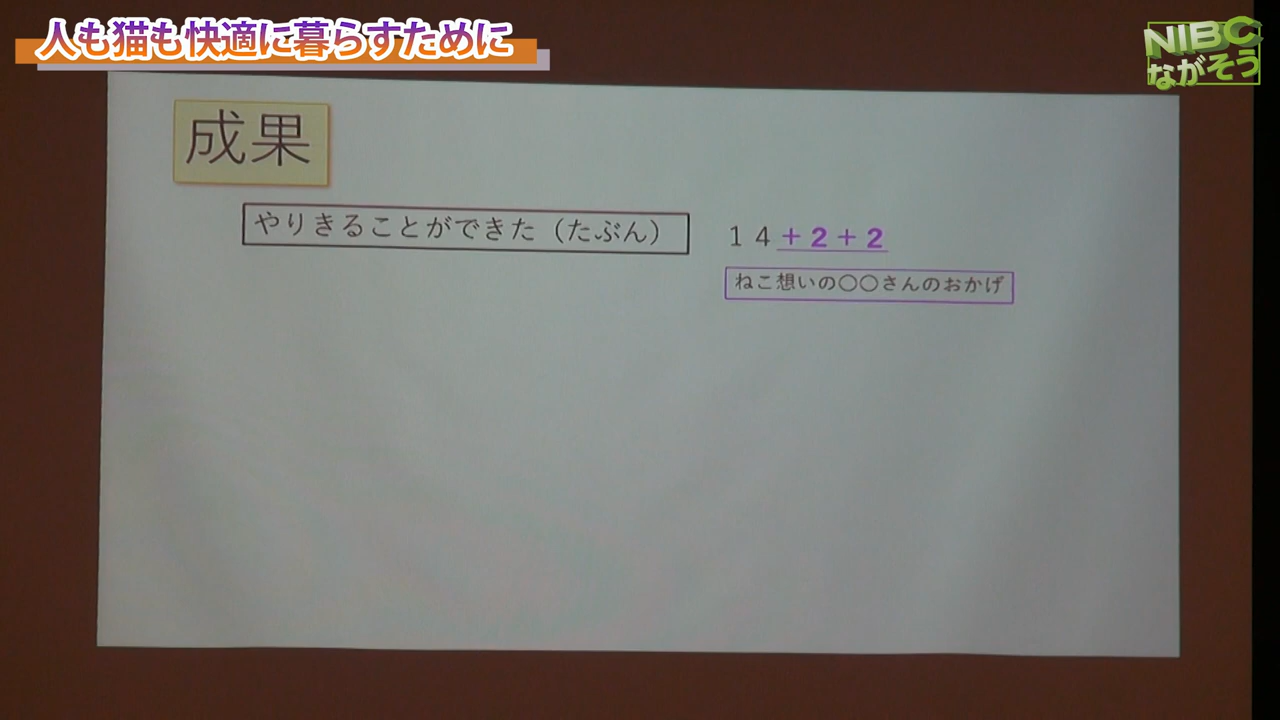 人も猫も快適に暮らすために
NIBC
ながそう
成果
やりきることができた（たぶん）
１４＋２＋２
ねこ想いの〇〇さんのおかげ